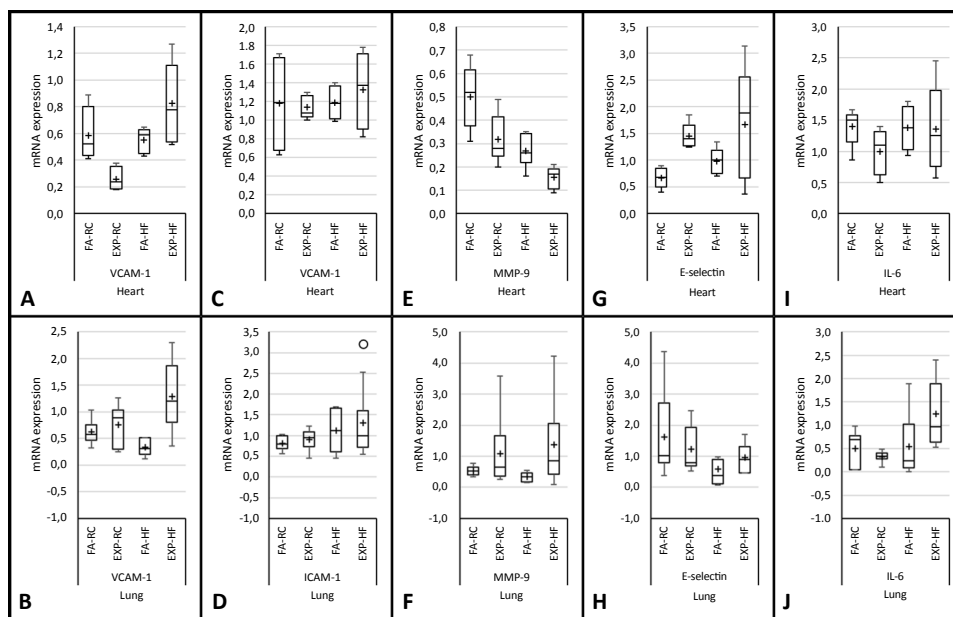 mRNA expression
1,4
1,2
1,0
0,8
0,6
0,4
0,2
0,0
FA-RC
EXP-RC
FA-HF
EXP-HF
VCAM-1
Heart
A
mRNA expression
2,0
1.8
1,6
1.4
1,2
1,0
0,8
0,6
0,4
0,2
0,0
FA-RC
EXP-RC
FA-HF
EXP-HF
VCAM-1
Heart
C
mRNA expression
0,8
0,7
0,6
0,5
0,4
0,3
0,2
0,1
0,0
FA-RC
EXP-RC
FA-HF
EXP-HF
MMP-9
Heart
E
mRNA expression
3,5
3,0
2,5
2,0
1,5
1,0
0,5
0,0
FA-RC
EXP-RC
FA-HF
EXP-HF
E-selectin
Heart
G
mRNA expression
3,0
2,5
2,0
1,5
1,0
0,5
0,0
FA-RC
EXP-RC
FA-HF
EXP-HF
IL-6
Heart
I
mRNA expression
2,5
2,0
1,5
1,0
0,5
0,0
-0,5
-1,0
FA-RC
EXP-RC
FA-HF
EXP-HF
VCAM-1
Lung
B
mRNA expression
3,5
3,0
2,5
2,0
1,5
1,0
0,5
0,0
-0,5
-1,0
FA-RC
EXP-RC
FA-HF
EXP-HF
ICAM-1
Lung
D
mRNA expression
5,0
4,0
3,0
2,0
1,0
0,0
-1,0
FA-RC
EXP-RC
FA-HF
EXP-HF
MMP-9
Lung
F
mRNA expression
5,0
4,0
3,0
2,0
1,0
0,0
-1,0
FA-RC
EXP-RC
FA-HF
EXP-HF
E-selectin
Lung
H
mRNA expression
3,0
2,5
2,0
1,5
1,0
0,5
0,0
-0,5
-1.0
FA-RC
EXP-RC
FA-HF
EXP-HF
IL-6
Lung
J